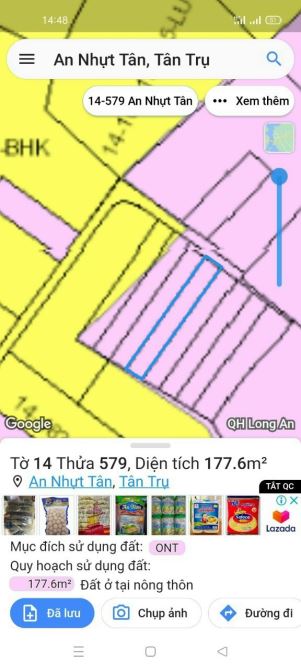 14:48
An Nhựt Tân, Tân Trụ
14-579 An Nhựt Tân
••• Xem thêm
5-LU
-BHK
Google
QH Long An
Tờ 14 Thửa 579, Diện tích 177.6m²
An Nhựt Tân, Tân Trụ
TẮT QC
Lazada
Mục đích sử dụng đất: ONT
Quy hoạch sử dụng đất:
177.6m² Đất ở tại nông thôn
Đã lưu
Chụp ảnh
Đường đi